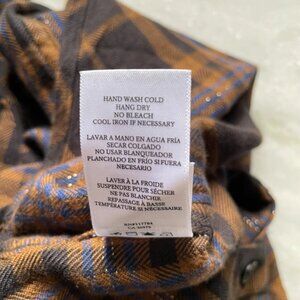 HAND WASH COLD
HANG DRY
NO BLEACH
COOL IRON IF NECESSARY
LAVAR A MANO EN AGUA FRÍA
SECAR COLGADO
NO USAR BLANQUEADOR
PLANCHADO EN FRÍO SI ES NECESARIO
LAVER À LA FROIDE
SUSPENDRE POUR SÉCHER
NE PAS BLANCHIR
REPASSAGE À BASSE
TEMPERATURE SI NÉCESSAIRE